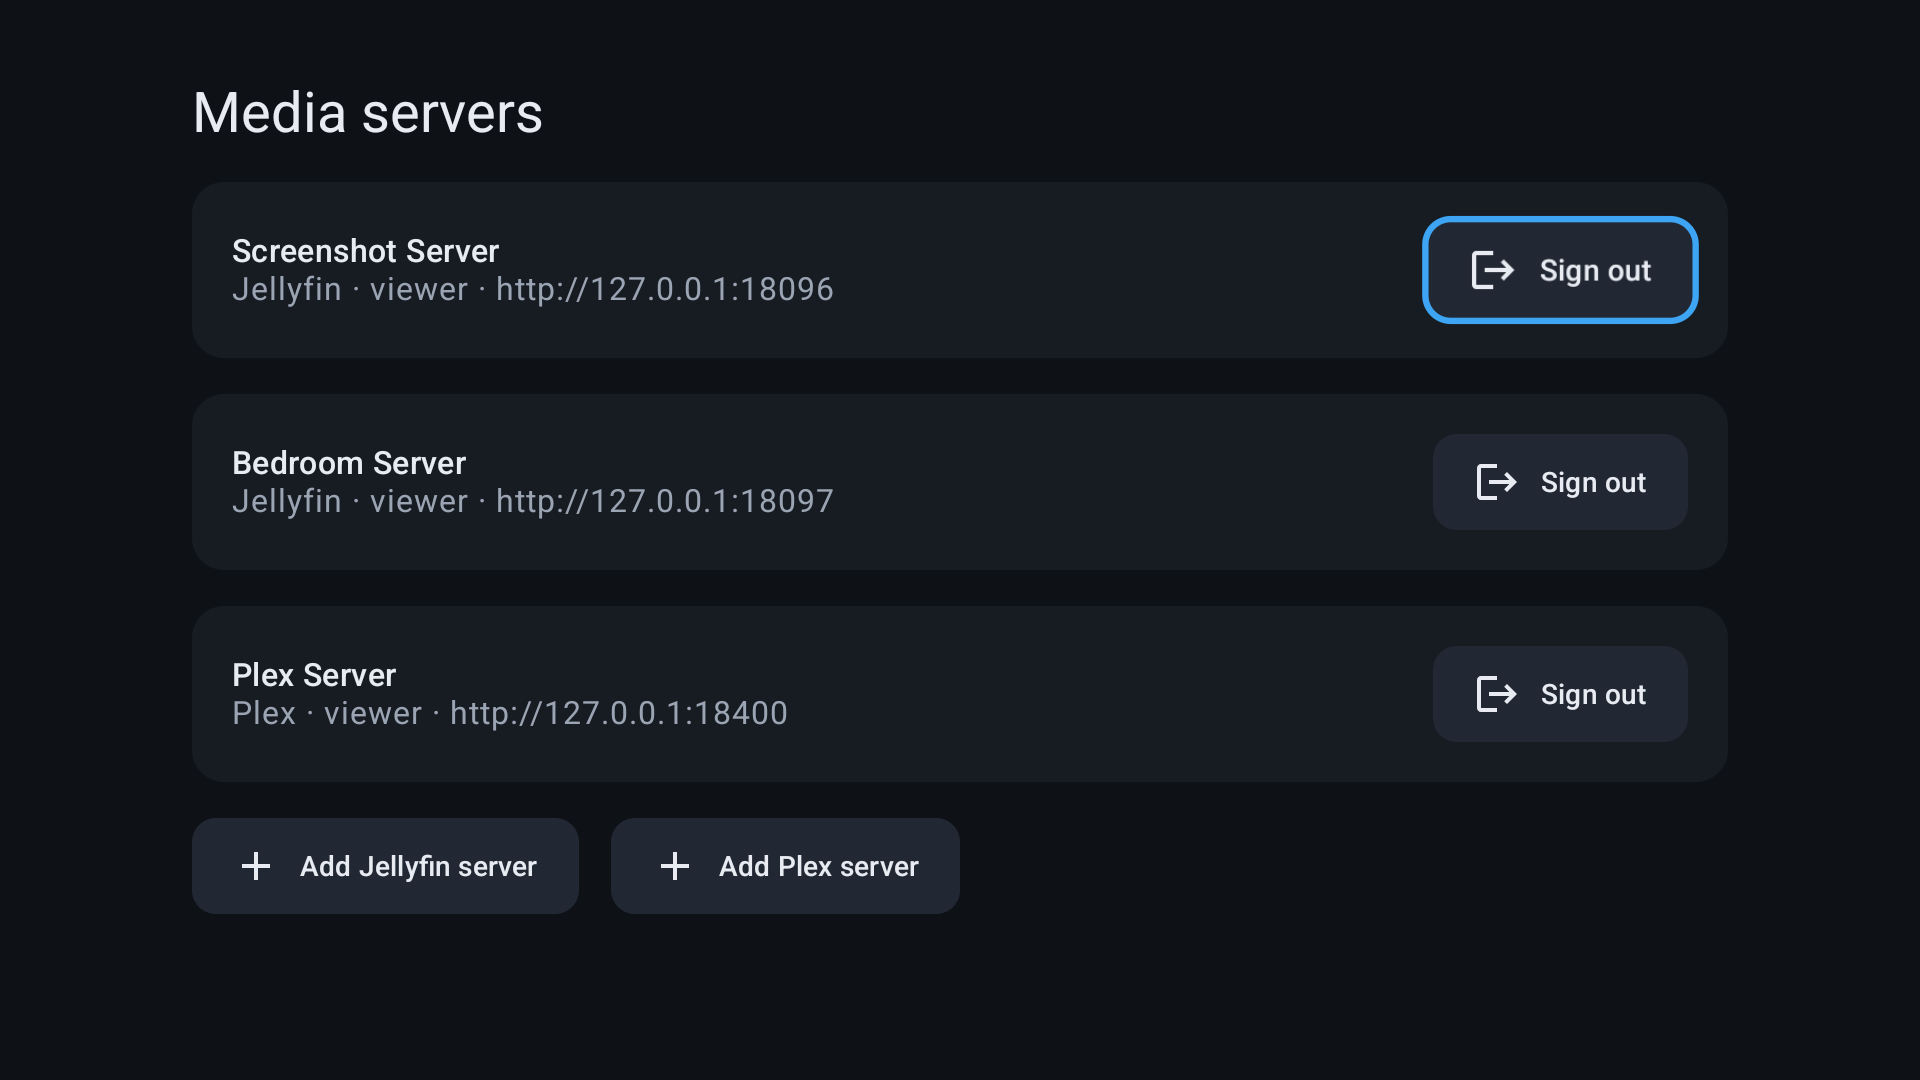 Media servers
Screenshot Server
Jellyfin · viewer · http://127.0.0.1:18096
Sign out
Bedroom Server
Jellyfin · viewer · http://127.0.0.1:18097
Sign out
Plex Server
Plex · viewer · http://127.0.0.1:18400
Sign out
Add Jellyfin server
Add Plex server